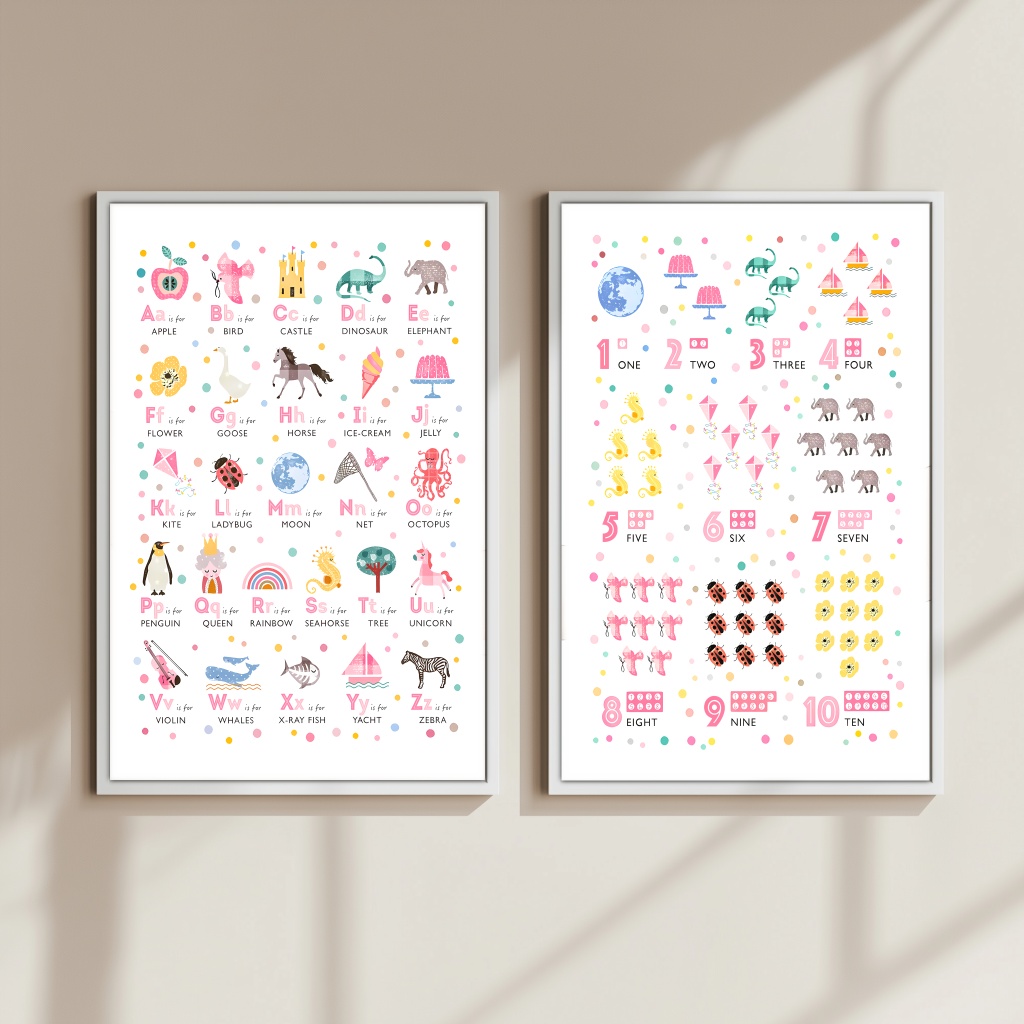 Aa is for Bb is for Cc is for Dd is for Ee is for
APPLE BIRD CASTLE DINOSAUR ELEPHANT
Ff is for Gg is for Hh is for Ii is for Jj is for
FLOWER GOOSE HORSE ICE-CREAM JELLY
Kk is for Ll is for Mm is for Nn is for Oo is for
KITE LADYBUG MOON NET OCTOPUS
Pp is for Qq is for Rr is for Ss is for Tt is for Uu is for
PENGUIN QUEEN RAINBOW SEAHORSE TREE UNICORN
Vv is for Ww is for Xx is for Yy is for Zz is for
VIOLIN WHALES X-RAY FISH YACHT ZEBRA
1 ONE 2 TWO 3 THREE 4 FOUR
5 FIVE 6 SIX 7 SEVEN
8 EIGHT 9 NINE 10 TEN